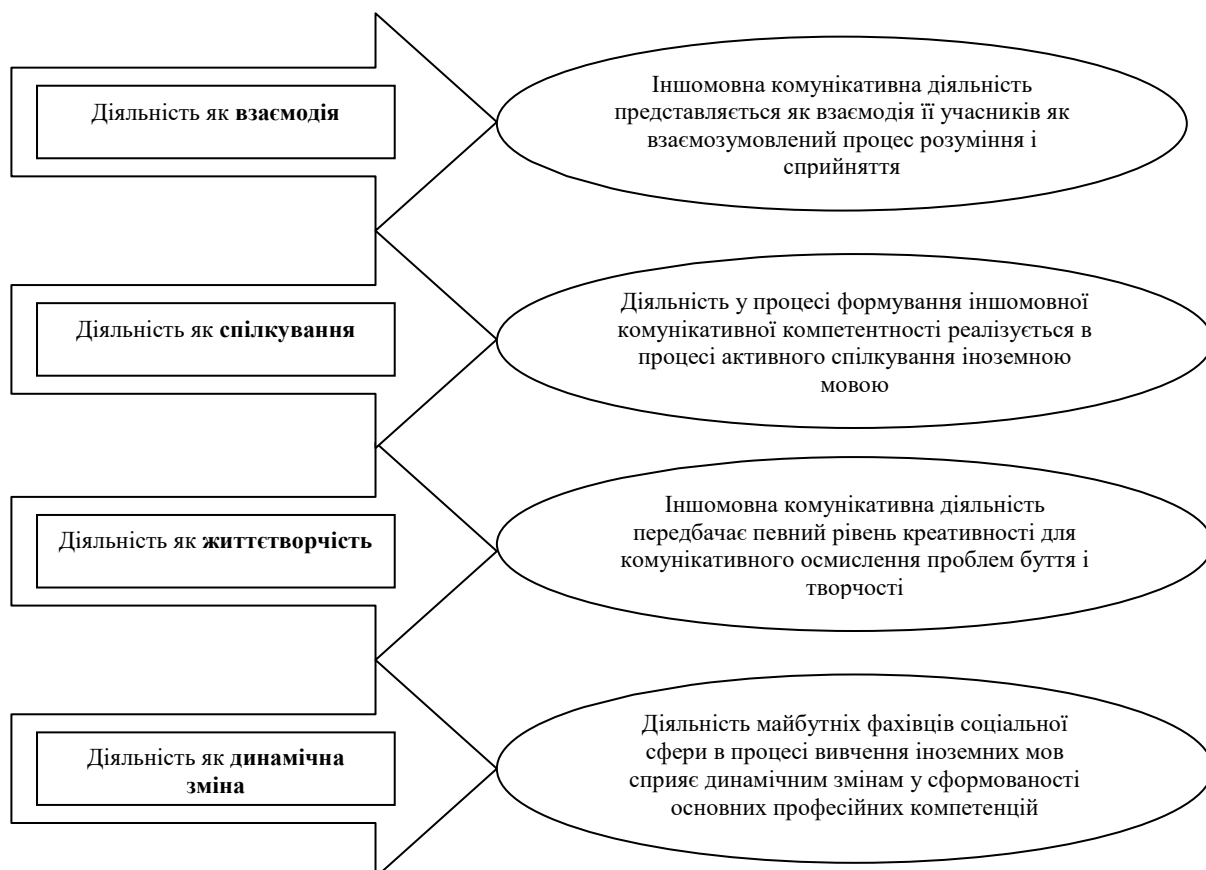 Діяльність як взаємодія
Іншомовна комунікативна діяльність
представляється як взаємодія її учасників як
взаємозумовлений процес розуміння і
сприйняття
Діяльність як спілкування
Діяльність у процесі формування іншомовної
комунікативної компетентності реалізується в
процесі активного спілкування іноземною
мовою
Діяльність як життєтворчість
Іншомовна комунікативна діяльність
передбачає певний рівень креативності для
комунікативного осмислення проблем буття і
творчості
Діяльність як динамічна
зміна
Діяльність майбутніх фахівців соціальної
сфери в процесі вивчення іноземних мов
сприяє динамічним змінам у сформованості
основних професійних компетенцій